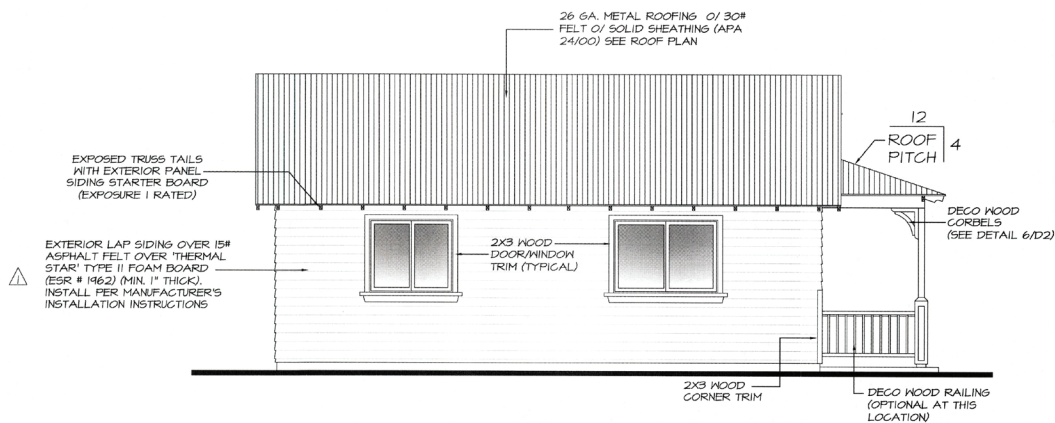 26 GA. METAL ROOFING O/ 30#
FELT O/ SOLID SHEATHING (APA
24/00) SEE ROOF PLAN
12
ROOF
PITCH
4
EXPOSED TRUSS TAILS
WITH EXTERIOR PANEL
SIDING STARTER BOARD
(EXPOSURE 1 RATED)
DECO WOOD
CORBELS
(SEE DETAIL 6/D2)
EXTERIOR LAP SIDING OVER 15#
ASPHALT FELT OVER 'THERMAL
STAR' TYPE II FOAM BOARD
(ESR # 1962) (MIN. 1" THICK).
INSTALL PER MANUFACTURER'S
INSTALLATION INSTRUCTIONS
1
2X3 WOOD
DOOR/WINDOW
TRIM (TYPICAL)
2X3 WOOD
CORNER TRIM
DECO WOOD RAILING
(OPTIONAL AT THIS
LOCATION)